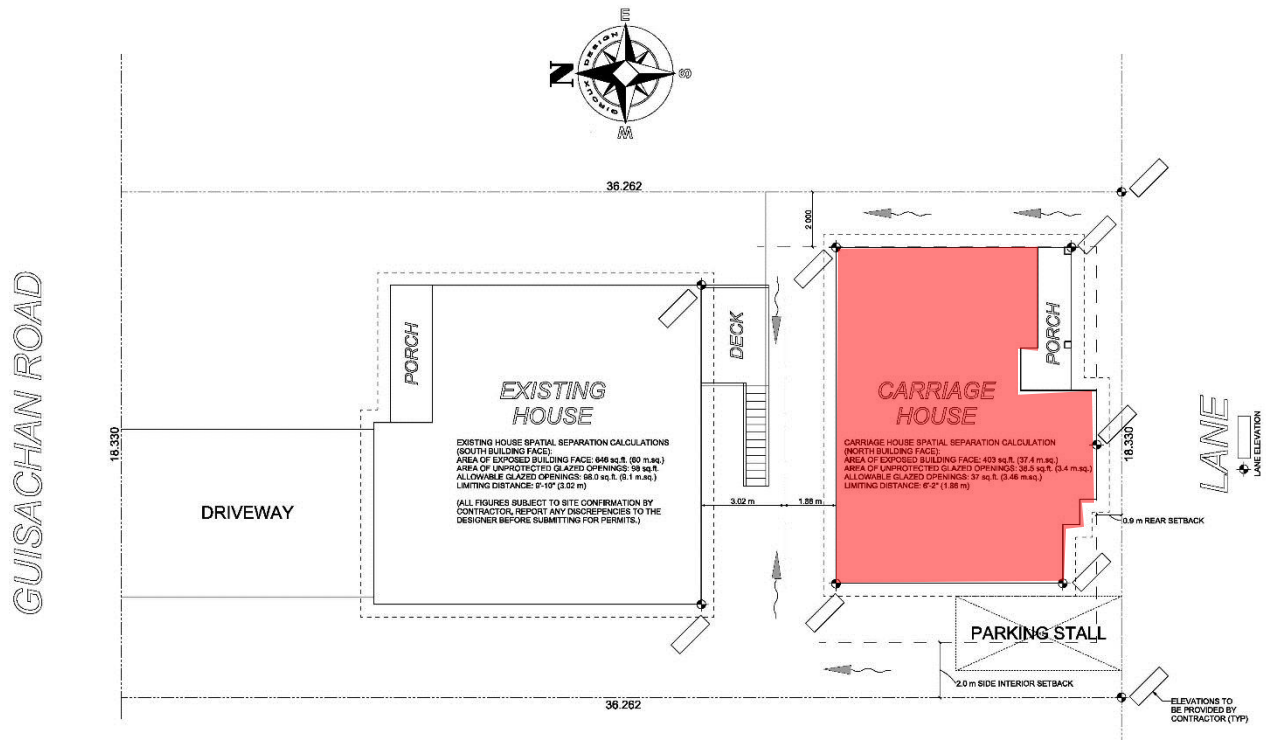 E
N
S
W
GIROUX DESIGN
36.262
2.000
GUISACHAN ROAD
18.330
DRIVEWAY
PORCH
EXISTING
HOUSE
EXISTING HOUSE SPATIAL SEPARATION CALCULATIONS
(SOUTH BUILDING FACE):
AREA OF EXPOSED BUILDING FACE: 646 sq.ft. (60 m.sq.)
AREA OF UNPROTECTED GLAZED OPENINGS: 98 sq.ft.
ALLOWABLE GLAZED OPENINGS: 98.0 sq.ft. (9.1 m.sq.)
LIMITING DISTANCE: 9'-10" (3.02 m)
(ALL FIGURES SUBJECT TO SITE CONFIRMATION BY
CONTRACTOR. REPORT ANY DISCREPENCIES TO THE
DESIGNER BEFORE SUBMITTING FOR PERMITS.)
DECK
3.02 m
1.88 m
CARRIAGE
HOUSE
CARRIAGE HOUSE SPATIAL SEPARATION CALCULATION
(NORTH BUILDING FACE):
AREA OF EXPOSED BUILDING FACE: 403 sq.ft. (37.4 m.sq.)
AREA OF UNPROTECTED GLAZED OPENINGS: 36.5 sq.ft. (3.4 m.sq.)
ALLOWABLE GLAZED OPENINGS: 37 sq.ft. (3.46 m.sq.)
LIMITING DISTANCE: 6'-2" (1.88 m)
PORCH
18.330
LANE
LANE ELEVATION
0.9 m REAR SETBACK
PARKING STALL
2.0 m SIDE INTERIOR SETBACK
36.262
ELEVATIONS TO
BE PROVIDED BY
CONTRACTOR (TYP)